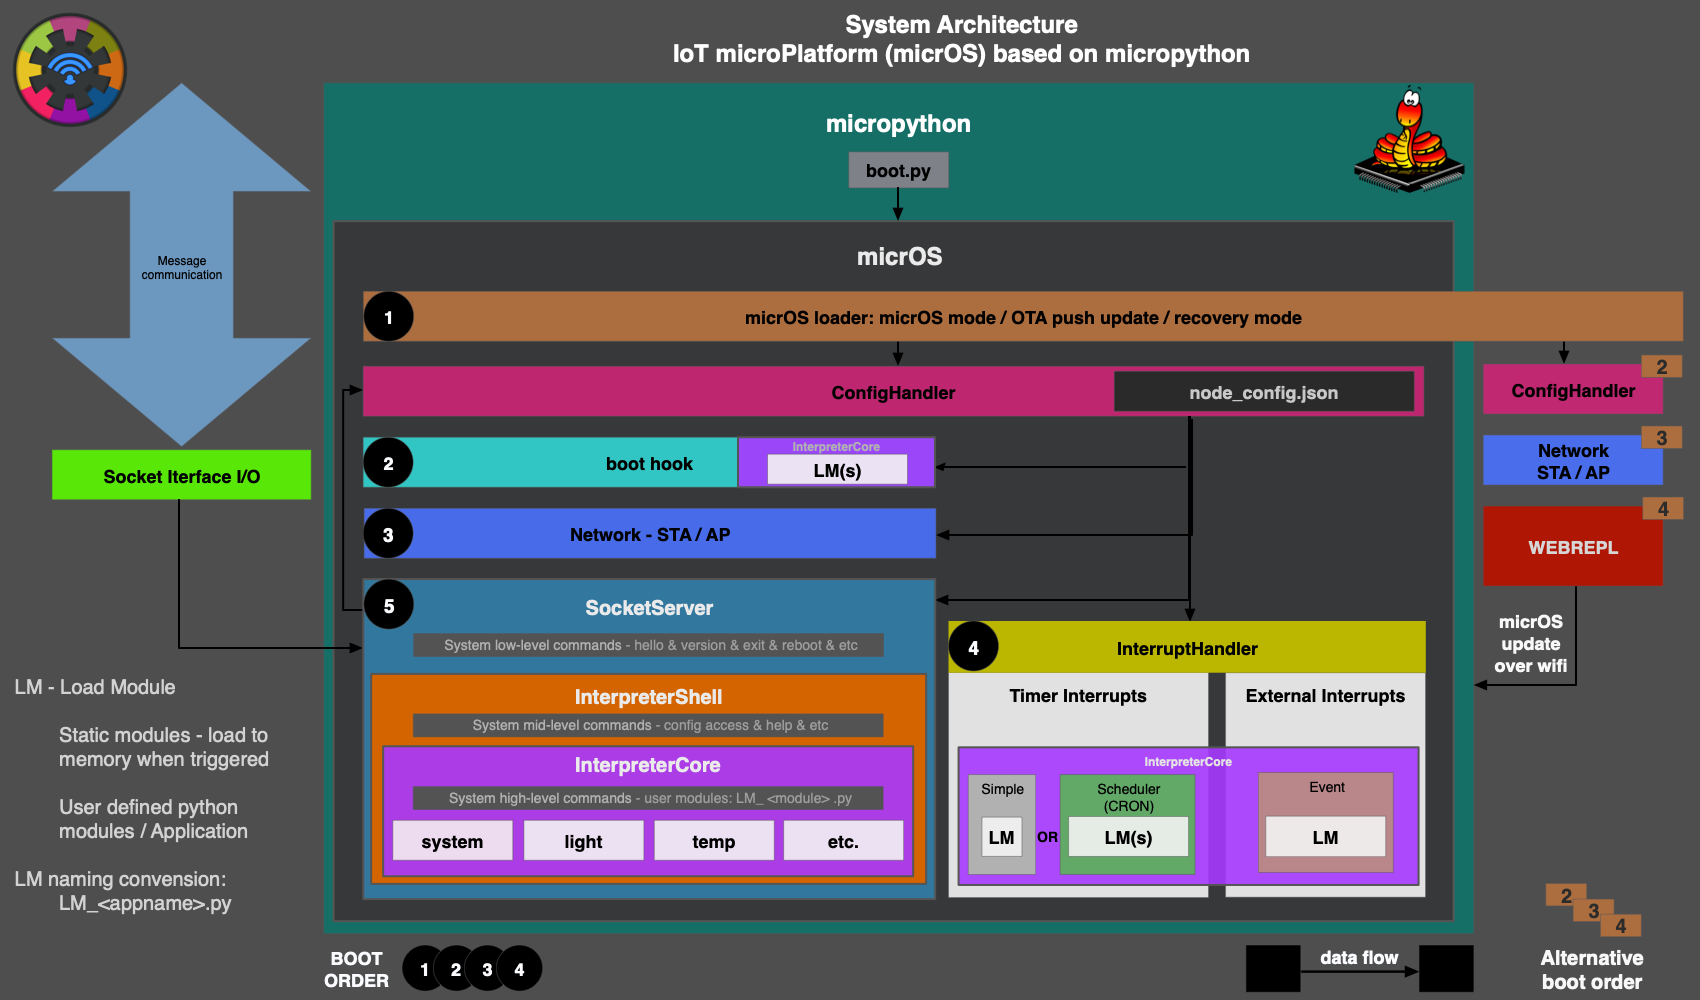 System Architecture
IoT microPlatform (micrOS) based on micropython
micropython
boot.py
Message
communication
micrOS
1
micrOS loader: micrOS mode / OTA push update / recovery mode
ConfigHandler
node_config.json
2
ConfigHandler
2
boot hook
InterpreterCore
LM(s)
3
Network
STA / AP
Socket Iterface I/O
3
Network - STA / AP
4
WEBREPL
5
SocketServer
System low-level commands - hello & version & exit & reboot & etc
InterpreterShell
System mid-level commands - config access & help & etc
InterpreterCore
System high-level commands - user modules: LM_ <module> .py
system
light
temp
etc.
4
InterruptHandler
Timer Interrupts
External Interrupts
InterpreterCore
Simple
LM
OR
Scheduler
(CRON)
LM(s)
Event
LM
micrOS
update
over wifi
LM - Load Module
Static modules - load to
memory when triggered
User defined python
modules / Application
LM naming convension:
LM_<appname>.py
BOOT
ORDER
1 2 3 4
data flow
2
3
4
Alternative
boot order